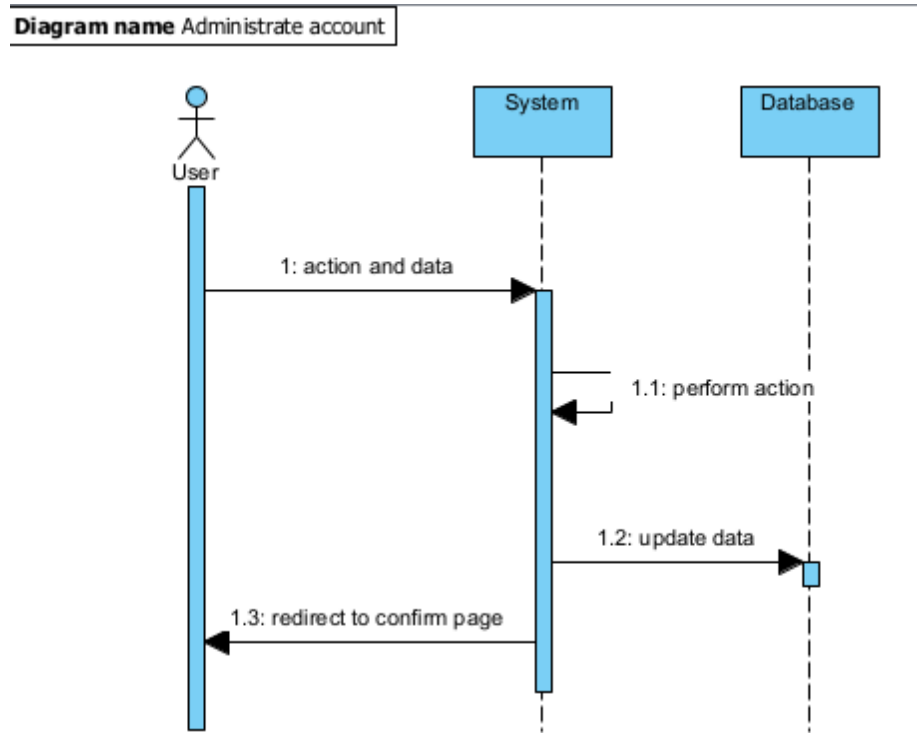 Diagram name Administrate account
System
Database
User
1: action and data
1.1: perform action
1.2: update data
1.3: redirect to confirm page